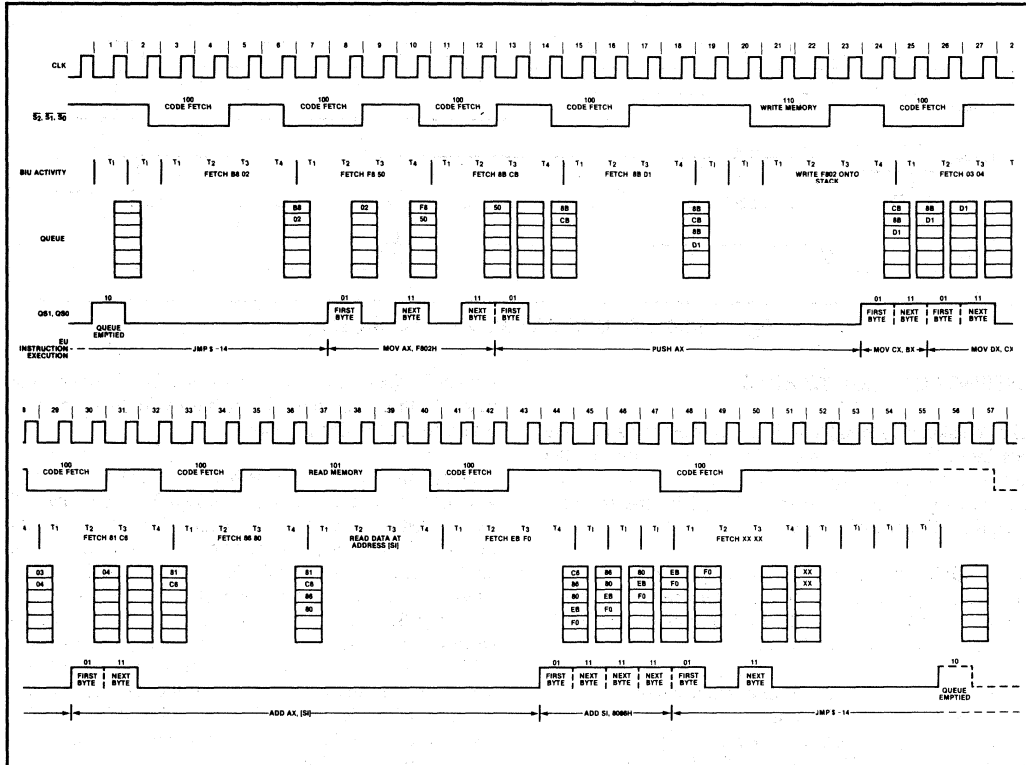 1 2 3 4 5 6 7 8 9 10 11 12 13 14 15 16 17 18 19 20 21 22 23 24 25 26 27 2
CLK
100 100 100 100 110 100
CODE FETCH CODE FETCH CODE FETCH CODE FETCH WRITE MEMORY CODE FETCH
S2, S1, S0
BIU ACTIVITY TI TI T1 T2 T3 T4 T1 T2 T3 T4 T1 T2 T3 T4 T1 T2 T3 T4 TI TI T1 T2 T3 T4 T1 T2 T3 T
FETCH B8 02 FETCH F8 50 FETCH 8B CB FETCH 8B D1 WRITE F802 ONTO STACK FETCH 03 04
B8 02 F8 50 8B 8B CB 8B D1
02 50 CB CB 8B D1
8B D1
D1
QUEUE
10 01 11 11 01 01 11 01 11
QS1, QS0
QUEUE EMPTIED FIRST BYTE NEXT BYTE NEXT BYTE FIRST BYTE FIRST BYTE NEXT BYTE FIRST BYTE NEXT BYTE
EU INSTRUCTION EXECUTION
JMP $ -14 MOV AX, F802H PUSH AX MOV CX, BX MOV DX, CX
8 29 30 31 32 33 34 35 36 37 38 39 40 41 42 43 44 45 46 47 48 49 50 51 52 53 54 55 56 57
100 100 101 100 100
CODE FETCH CODE FETCH READ MEMORY CODE FETCH CODE FETCH
4 T1 T2 T3 T4 T1 T2 T3 T4 T1 T2 T3 T4 T1 T2 T3 T4 TI TI TI T1 T2 T3 T4 TI TI TI TI
FETCH 81 C6 FETCH 86 80 READ DATA AT ADDRESS [SI] FETCH EB F0 FETCH XX XX
03 04 81 81 C6 86 80 EB F0 XX
04 C6 C6 86 80 EB F0 XX
86 80 EB F0
80 EB F0
F0
01 11 01 11 11 11 01 11 10
FIRST BYTE NEXT BYTE FIRST BYTE NEXT BYTE NEXT BYTE NEXT BYTE FIRST BYTE NEXT BYTE QUEUE EMPTIED
ADD AX, [SI] ADD SI, 8086H JMP $ -14